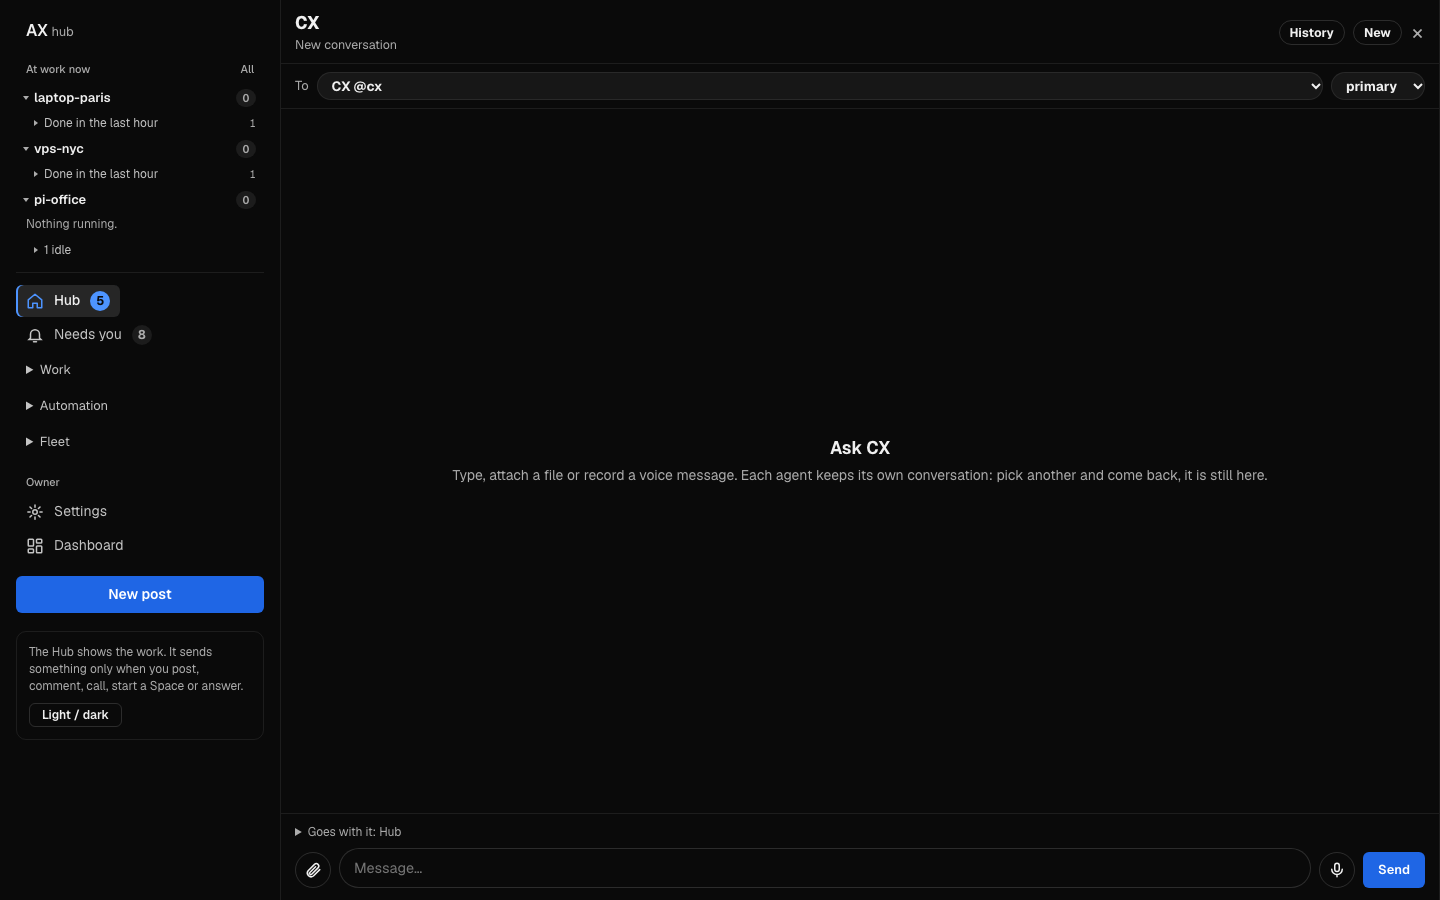 AX hub
At work now All
laptop-paris 0
Done in the last hour 1
vps-nyc 0
Done in the last hour 1
pi-office 0
Nothing running.
1 idle
Hub 5
Needs you 8
Work
Automation
Fleet
Owner
Settings
Dashboard
New post
The Hub shows the work. It sends
something only when you post,
comment, call, start a Space or answer.
Light / dark
CX
New conversation
History New ×
To CX @cx primary
Ask CX
Type, attach a file or record a voice message. Each agent keeps its own conversation: pick another and come back, it is still here.
Goes with it: Hub
Message...
Send